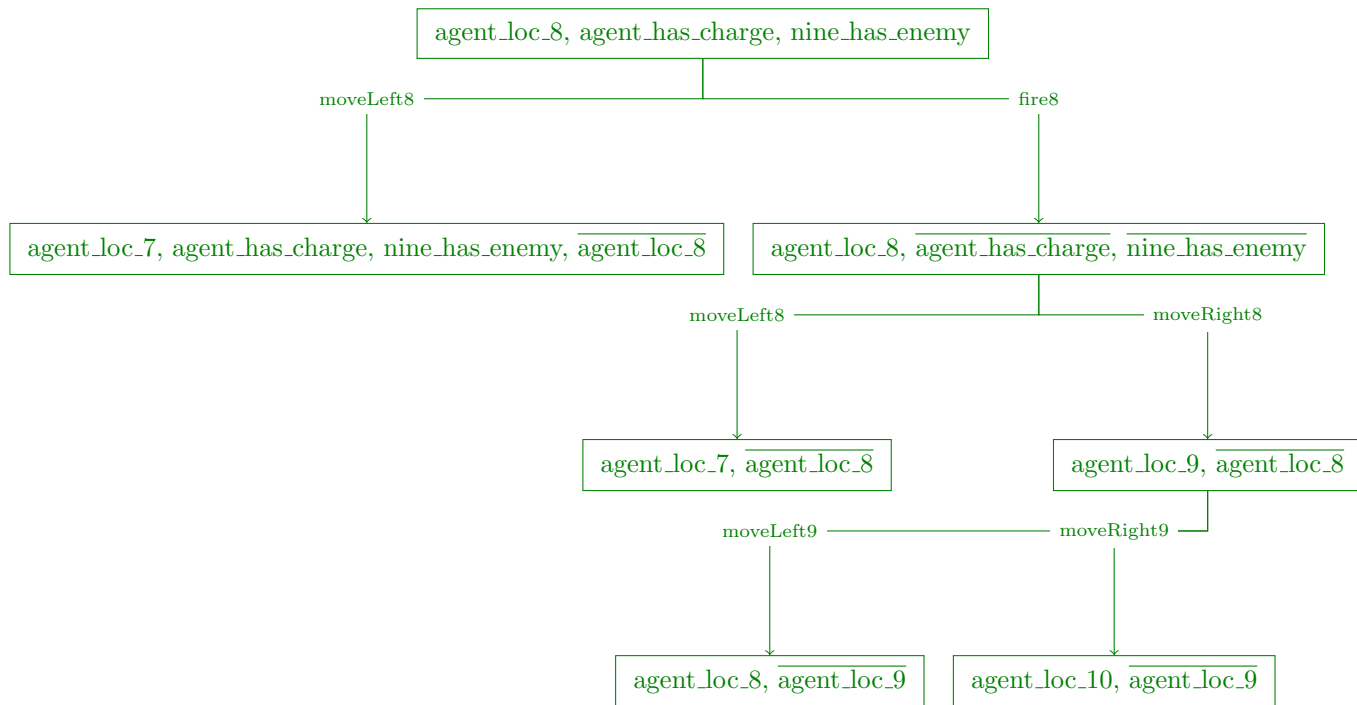 agent_loc_8, agent_has_charge, nine_has_enemy
moveLeft8
fire8
agent_loc_7, agent_has_charge, nine_has_enemy, agent_loc_8
agent_loc_8, agent_has_charge, nine_has_enemy
moveLeft8
moveRight8
agent_loc_7, agent_loc_8
agent_loc_9, agent_loc_8
moveLeft9
moveRight9
agent_loc_8, agent_loc_9
agent_loc_10, agent_loc_9